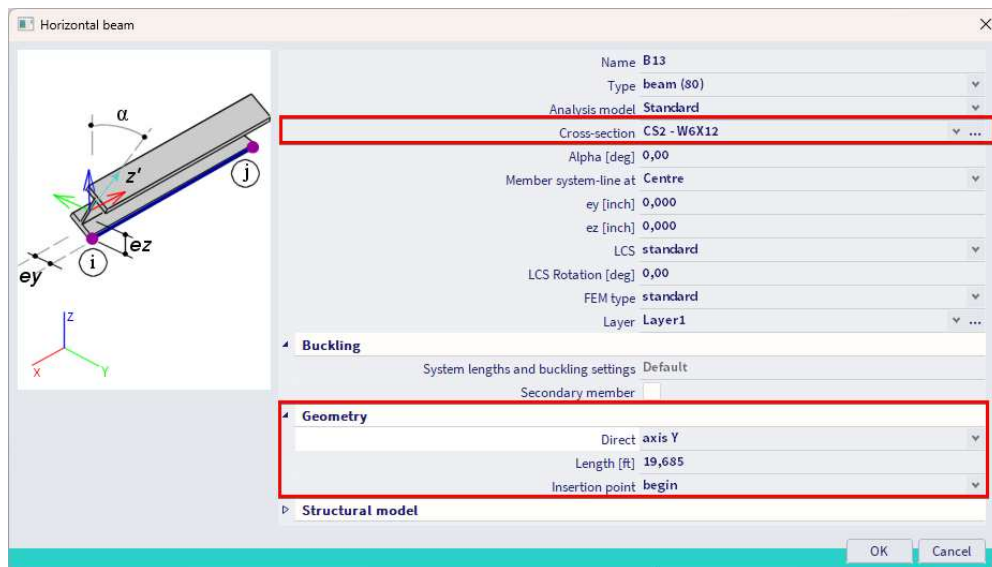 Horizontal beam
α
z'
j
ez
i
ey
Z
X
Y
Name B13
Type beam (80)
Analysis model Standard
Cross-section CS2 - W6X12 ...
Alpha [deg] 0,00
Member system-line at Centre
ey [inch] 0,000
ez [inch] 0,000
LCS standard
LCS Rotation [deg] 0,00
FEM type standard
Layer Layer1 ...
Buckling
System lengths and buckling settings Default
Secondary member
Geometry
Direct axis Y
Length [ft] 19,685
Insertion point begin
Structural model
OK Cancel